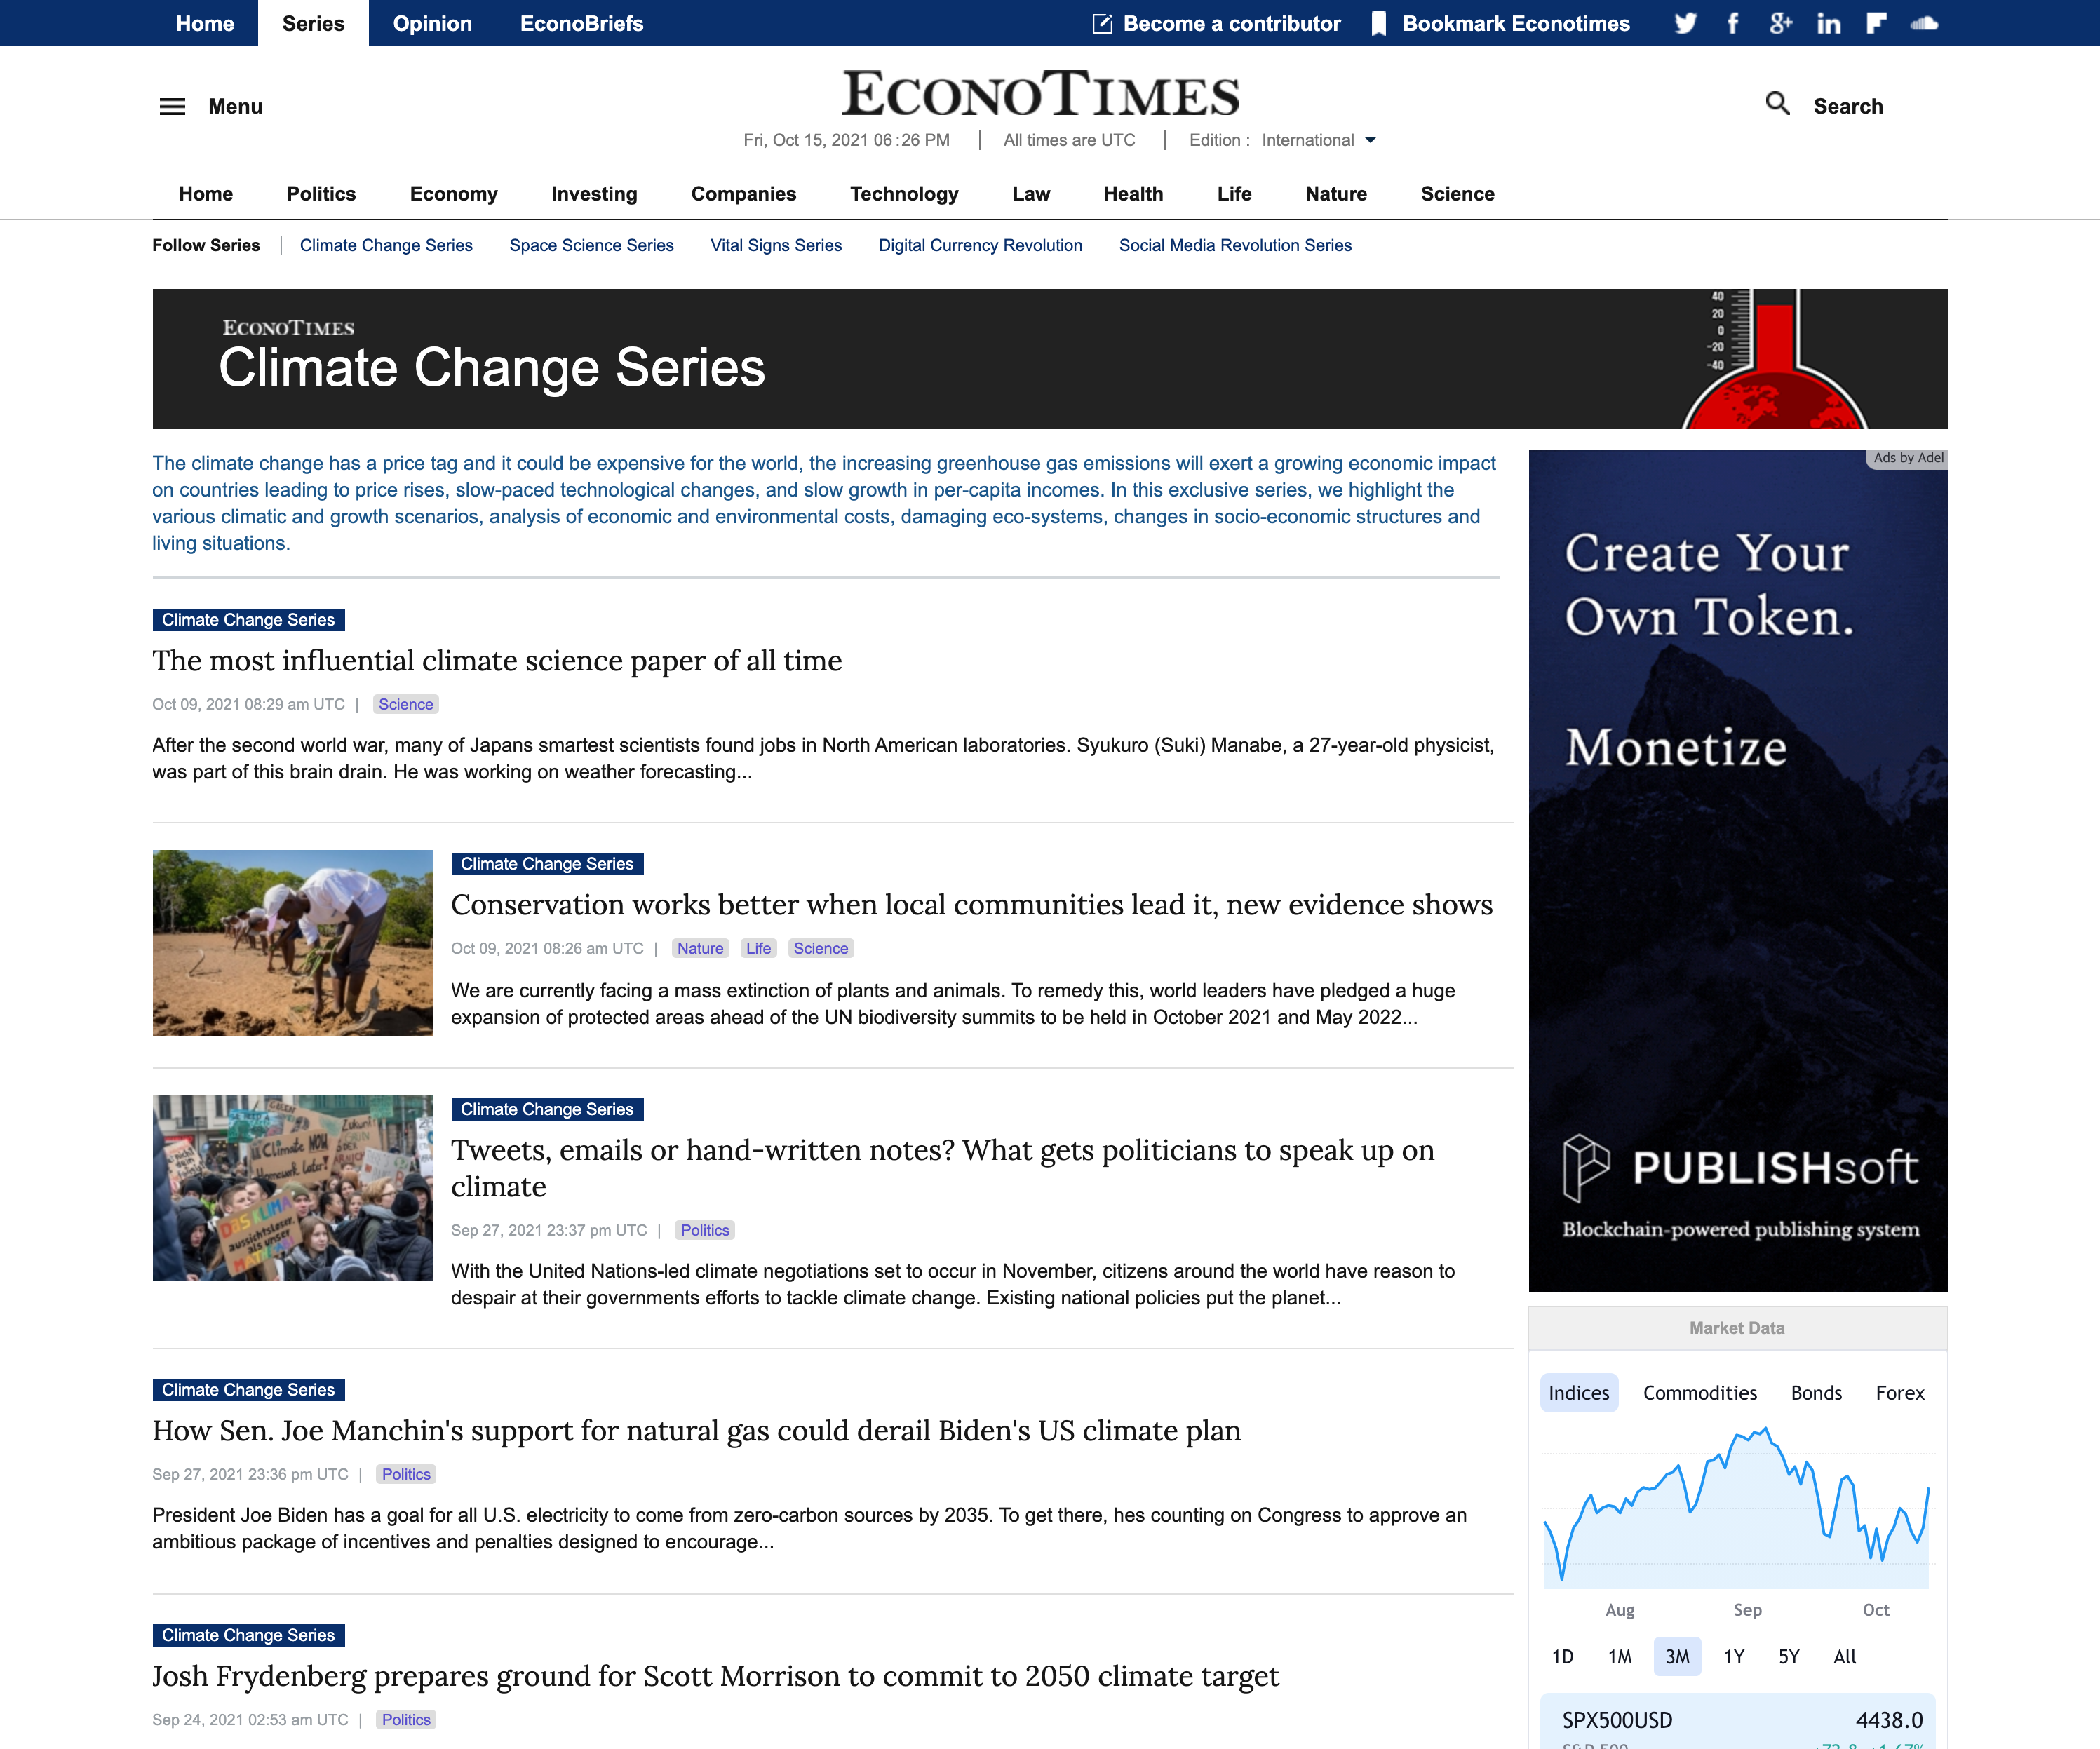 Home Series Opinion EconoBriefs Become a contributor Bookmark Econotimes
Menu
ECONOTIMES
Search
Fri, Oct 15, 2021 06:26 PM | All times are UTC | Edition : International
Home Politics Economy Investing Companies Technology Law Health Life Nature Science
Follow Series | Climate Change Series Space Science Series Vital Signs Series Digital Currency Revolution Social Media Revolution Series
ECONOTIMES
Climate Change Series
40
20
0
-20
-40
The climate change has a price tag and it could be expensive for the world, the increasing greenhouse gas emissions will exert a growing economic impact
on countries leading to price rises, slow-paced technological changes, and slow growth in per-capita incomes. In this exclusive series, we highlight the
various climatic and growth scenarios, analysis of economic and environmental costs, damaging eco-systems, changes in socio-economic structures and
living situations.
Climate Change Series
The most influential climate science paper of all time
Oct 09, 2021 08:29 am UTC | Science
After the second world war, many of Japans smartest scientists found jobs in North American laboratories. Syukuro (Suki) Manabe, a 27-year-old physicist,
was part of this brain drain. He was working on weather forecasting...
Climate Change Series
Conservation works better when local communities lead it, new evidence shows
Oct 09, 2021 08:26 am UTC | Nature Life Science
We are currently facing a mass extinction of plants and animals. To remedy this, world leaders have pledged a huge
expansion of protected areas ahead of the UN biodiversity summits to be held in October 2021 and May 2022...
Climate NOW
Homework later!
DAS KLIMA
aussichtsloser
als unser
Climate Change Series
Tweets, emails or hand-written notes? What gets politicians to speak up on
climate
Sep 27, 2021 23:37 pm UTC | Politics
With the United Nations-led climate negotiations set to occur in November, citizens around the world have reason to
despair at their governments efforts to tackle climate change. Existing national policies put the planet...
Climate Change Series
How Sen. Joe Manchin's support for natural gas could derail Biden's US climate plan
Sep 27, 2021 23:36 pm UTC | Politics
President Joe Biden has a goal for all U.S. electricity to come from zero-carbon sources by 2035. To get there, hes counting on Congress to approve an
ambitious package of incentives and penalties designed to encourage...
Climate Change Series
Josh Frydenberg prepares ground for Scott Morrison to commit to 2050 climate target
Sep 24, 2021 02:53 am UTC | Politics
Ads by Adel
Create Your
Own Token.
Monetize
PUBLISHsoft
Blockchain-powered publishing system
Market Data
Indices Commodities Bonds Forex
Aug Sep Oct
1D 1M 3M 1Y 5Y All
SPX500USD 4438.0